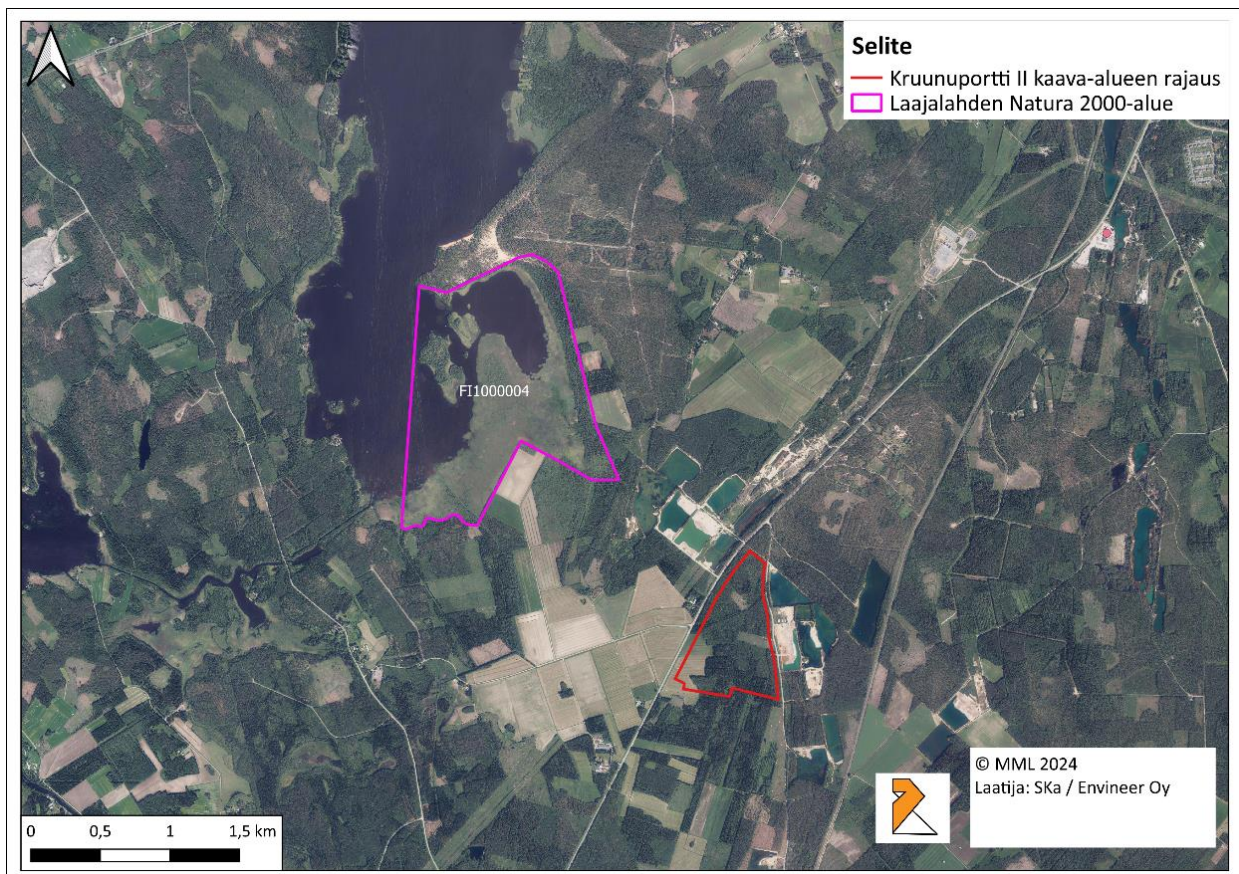 Selite
Kruunuportti II kaava-alueen rajaus
Laajalahden Natura 2000-alue
FI1000004
© MML 2024
Laatija: SKa / Envineer Oy
0 0,5 1 1,5 km